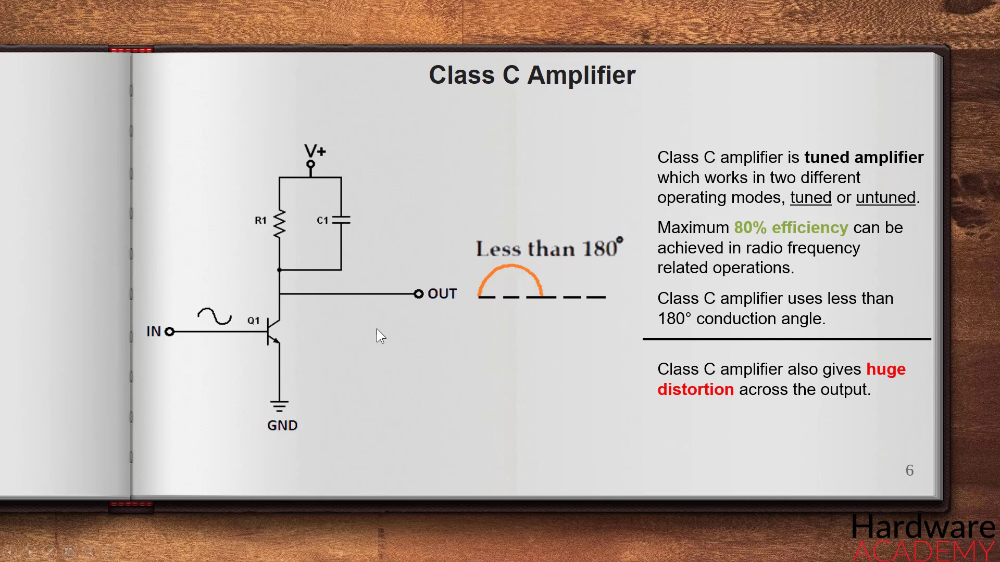 Class C Amplifier
V+
R1
C1
Less than 180°
OUT
Q1
IN
GND
Class C amplifier is tuned amplifier
which works in two different
operating modes, tuned or untuned.
Maximum 80% efficiency can be
achieved in radio frequency
related operations.
Class C amplifier uses less than
180° conduction angle.
Class C amplifier also gives huge
distortion across the output.
6
Hardware
ACADEMY